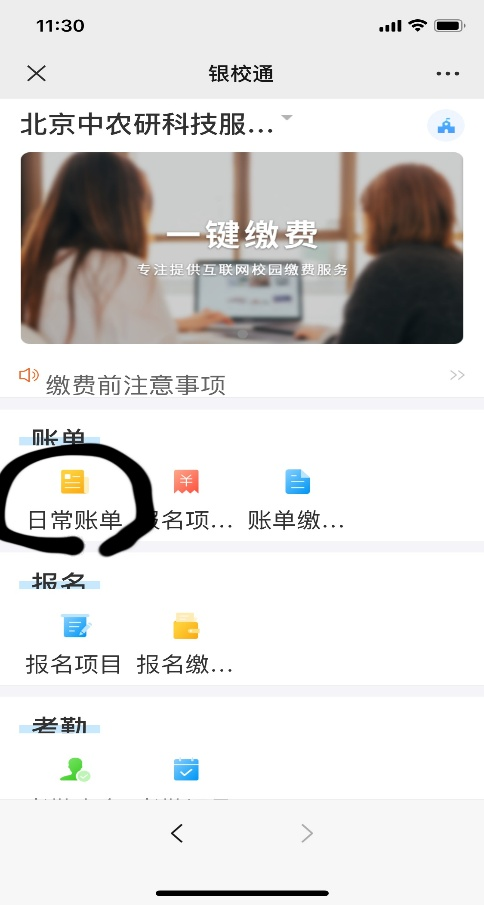 11:30
银校通
北京中农研科技服...
一键缴费
专注提供互联网校园缴费服务
缴费前注意事项
账单
日常账单 报名项... 账单缴...
报名
报名项目 报名缴...
考勤